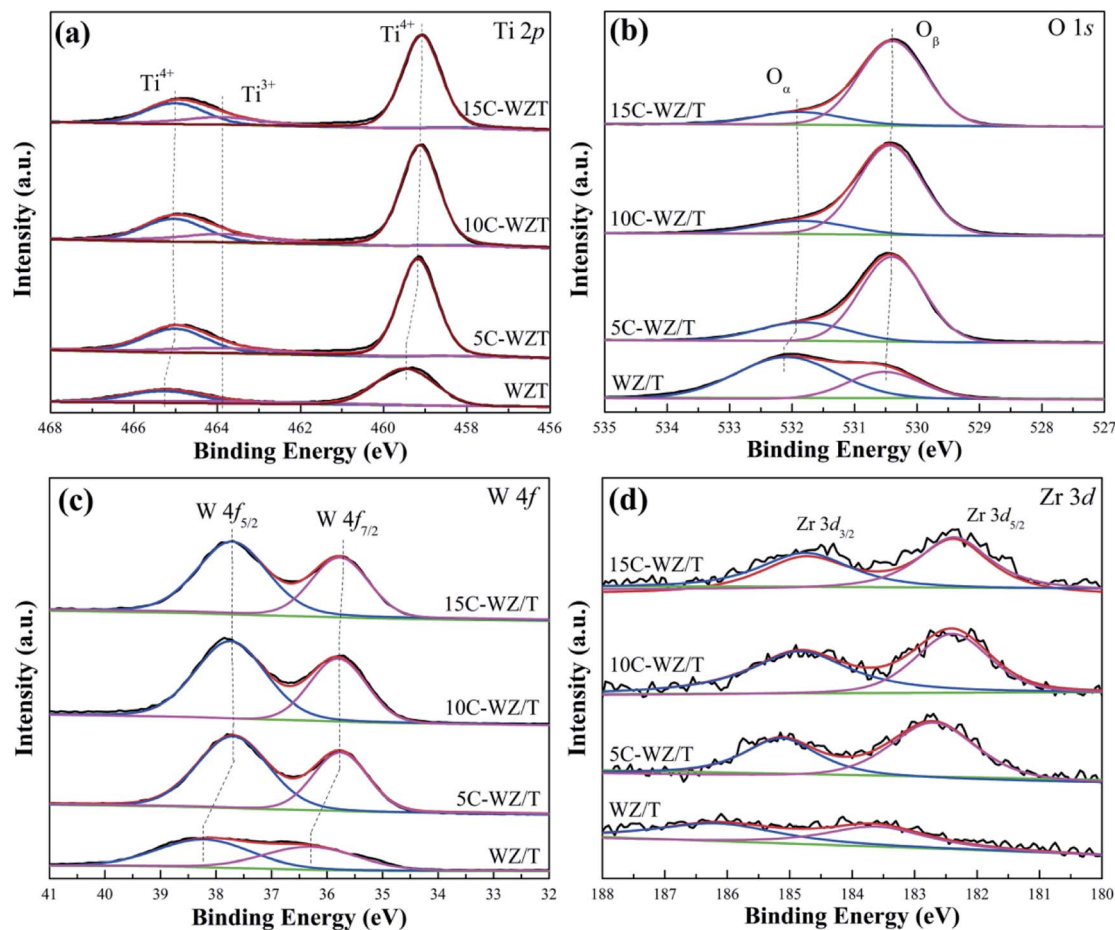 (a)
Ti 2p
Ti⁴⁺
Ti⁴⁺
Ti³⁺
15C-WZT
10C-WZT
5C-WZT
WZT
Intensity (a.u.)
468 466 464 462 460 458 456
Binding Energy (eV)
(b)
O 1s
Oβ
Oα
15C-WZ/T
10C-WZ/T
5C-WZ/T
WZ/T
Intensity (a.u.)
535 534 533 532 531 530 529 528 527
Binding Energy (eV)
(c)
W 4f
W 4f₅/₂
W 4f₇/₂
15C-WZ/T
10C-WZ/T
5C-WZ/T
WZ/T
Intensity (a.u.)
41 40 39 38 37 36 35 34 33 32
Binding Energy (eV)
(d)
Zr 3d
Zr 3d₃/₂
Zr 3d₅/₂
15C-WZ/T
10C-WZ/T
5C-WZ/T
WZ/T
Intensity (a.u.)
188 187 186 185 184 183 182 181 180
Binding Energy (eV)